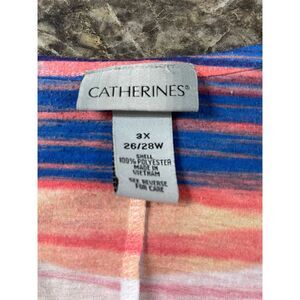 CATHERINES®
3X
26/28W
SHELL
100% POLYESTER
MADE IN
VIETNAM
SEE REVERSE
FOR CARE